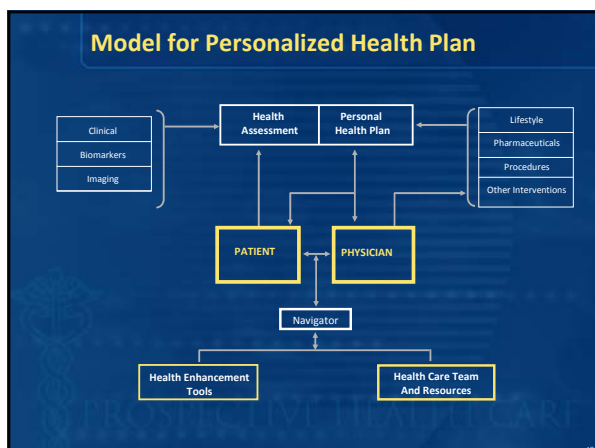 Model for Personalized Health Plan
Health
Assessment
Personal
Health Plan
Clinical
Biomarkers
Imaging
Lifestyle
Pharmaceuticals
Procedures
Other Interventions
PATIENT
PHYSICIAN
Navigator
Health Enhancement
Tools
Health Care Team
And Resources
PROSPECTIVE HEALTH CARE